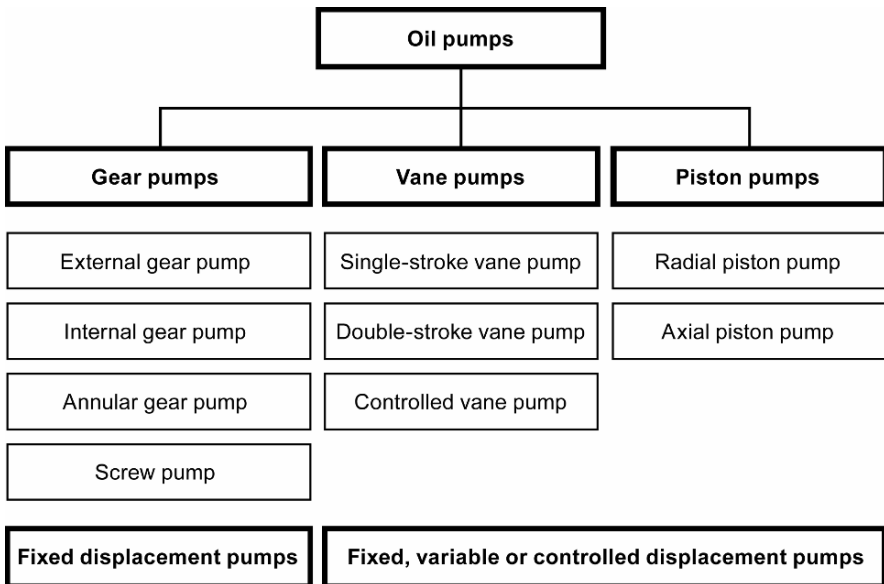 Oil pumps
Gear pumps
Vane pumps
Piston pumps
External gear pump
Single-stroke vane pump
Radial piston pump
Internal gear pump
Double-stroke vane pump
Axial piston pump
Annular gear pump
Controlled vane pump
Screw pump
Fixed displacement pumps
Fixed, variable or controlled displacement pumps